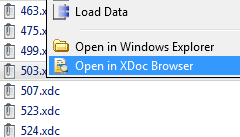 463.xdc
475.xdc
499.xdc
503.xdc
507.xdc
523.xdc
524.xdc
Load Data
Open in Windows Explorer
Open in XDoc Browser